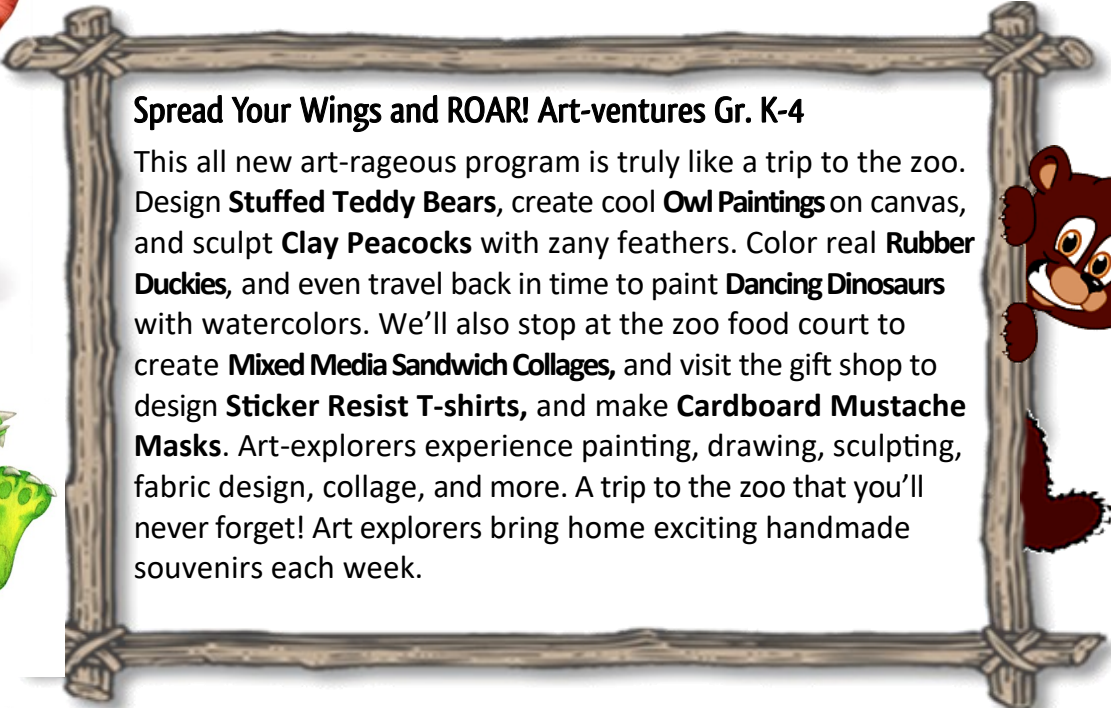 Spread Your Wings and ROAR! Art-ventures Gr. K-4
This all new art-rageous program is truly like a trip to the zoo.
Design Stuffed Teddy Bears, create cool Owl Paintings on canvas,
and sculpt Clay Peacocks with zany feathers. Color real Rubber
Duckies, and even travel back in time to paint Dancing Dinosaurs
with watercolors. We’ll also stop at the zoo food court to
create Mixed Media Sandwich Collages, and visit the gift shop to
design Sticker Resist T-shirts, and make Cardboard Mustache
Masks. Art-explorers experience painting, drawing, sculpting,
fabric design, collage, and more. A trip to the zoo that you’ll
never forget! Art explorers bring home exciting handmade
souvenirs each week.